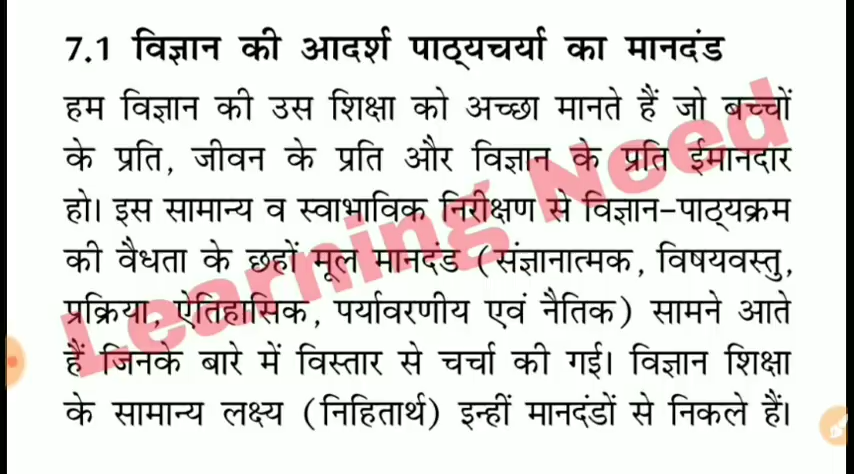 7.1 विज्ञान की आदर्श पाठ्यचर्या का मानदंड
हम विज्ञान की उस शिक्षा को अच्छा मानते हैं जो बच्चों
के प्रति, जीवन के प्रति और विज्ञान के प्रति ईमानदार
हो। इस सामान्य व स्वाभाविक निरीक्षण से विज्ञान-पाठ्यक्रम
की वैधता के छहों मूल मानदंड (संज्ञानात्मक, विषयवस्तु,
प्रक्रिया, ऐतिहासिक, पर्यावरणीय एवं नैतिक) सामने आते
हैं जिनके बारे में विस्तार से चर्चा की गई। विज्ञान शिक्षा
के सामान्य लक्ष्य (निहितार्थ) इन्हीं मानदंडों से निकले हैं।
Learning Need